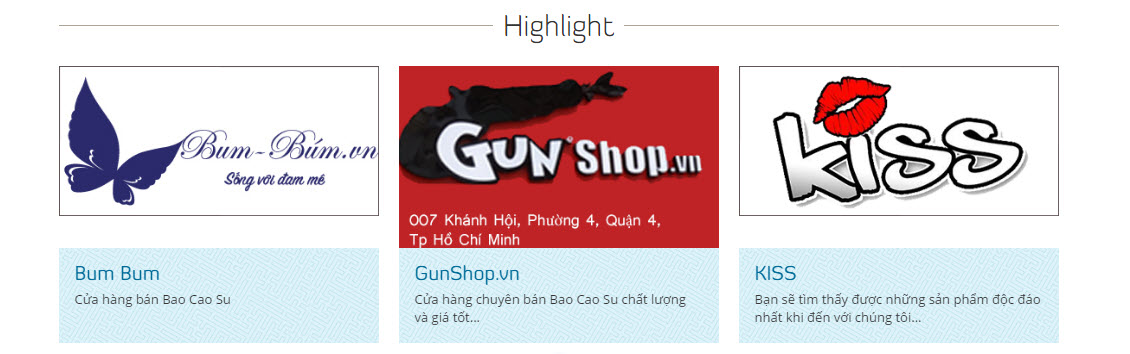 Highlight
Bum-Búm.vn
Sống với đam mê
GUN Shop.vn
007 Khánh Hội, Phường 4, Quận 4,
Tp Hồ Chí Minh
kiss
Bum Bum
Cửa hàng bán Bao Cao Su
GunShop.vn
Cửa hàng chuyên bán Bao Cao Su chất lượng
và giá tốt...
KISS
Bạn sẽ tìm thấy được những sản phẩm độc đáo
nhất khi đến với chúng tôi...